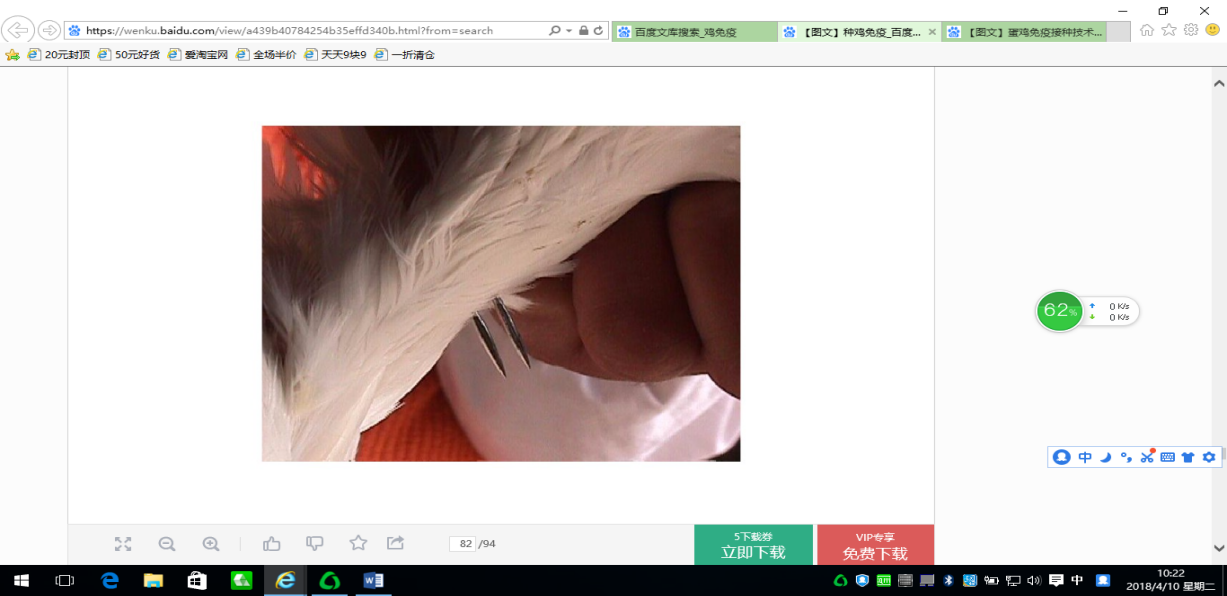 https://wenku.baidu.com/view/a439b40784254b35effd340b.html?from=search
百度文库搜索_鸡免疫
【图文】种鸡免疫_百度...
【图文】蛋鸡免疫接种技术...
20元封顶
50元好货
爱淘宝网
全场半价
天天9块9
一折清仓
62%
0 K/s
0 K/s
中
82 /94
5下载券
立即下载
VIP专享
免费下载
中
10:22
2018/4/10 星期二